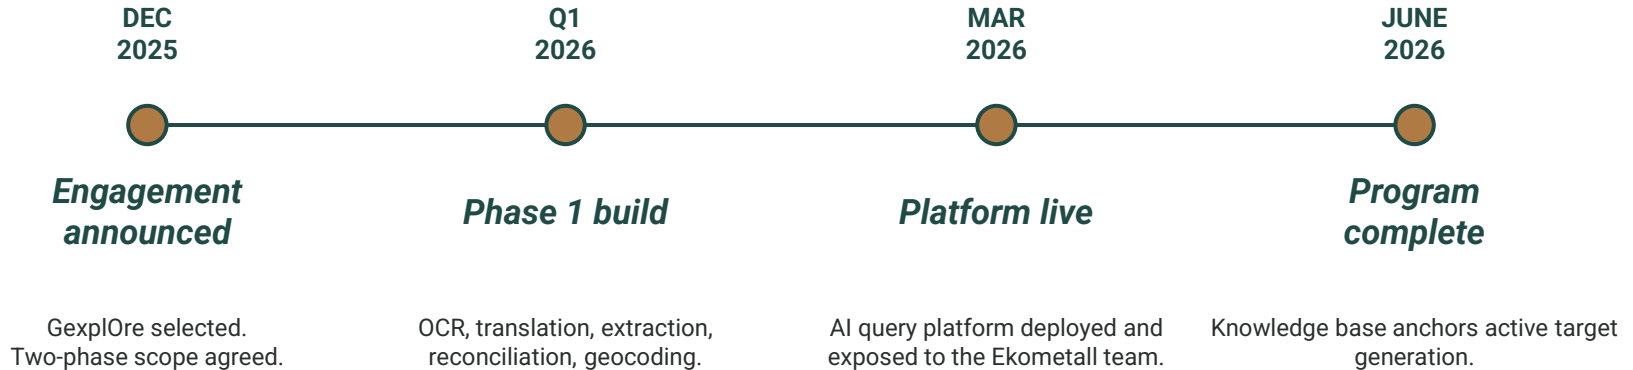 DEC
2025
Q1
2026
MAR
2026
JUNE
2026
Engagement
announced
Phase 1 build
Platform live
Program
complete
GexplOre selected.
Two-phase scope agreed.
OCR, translation, extraction,
reconciliation, geocoding.
AI query platform deployed and
exposed to the Ekometall team.
Knowledge base anchors active target
generation.